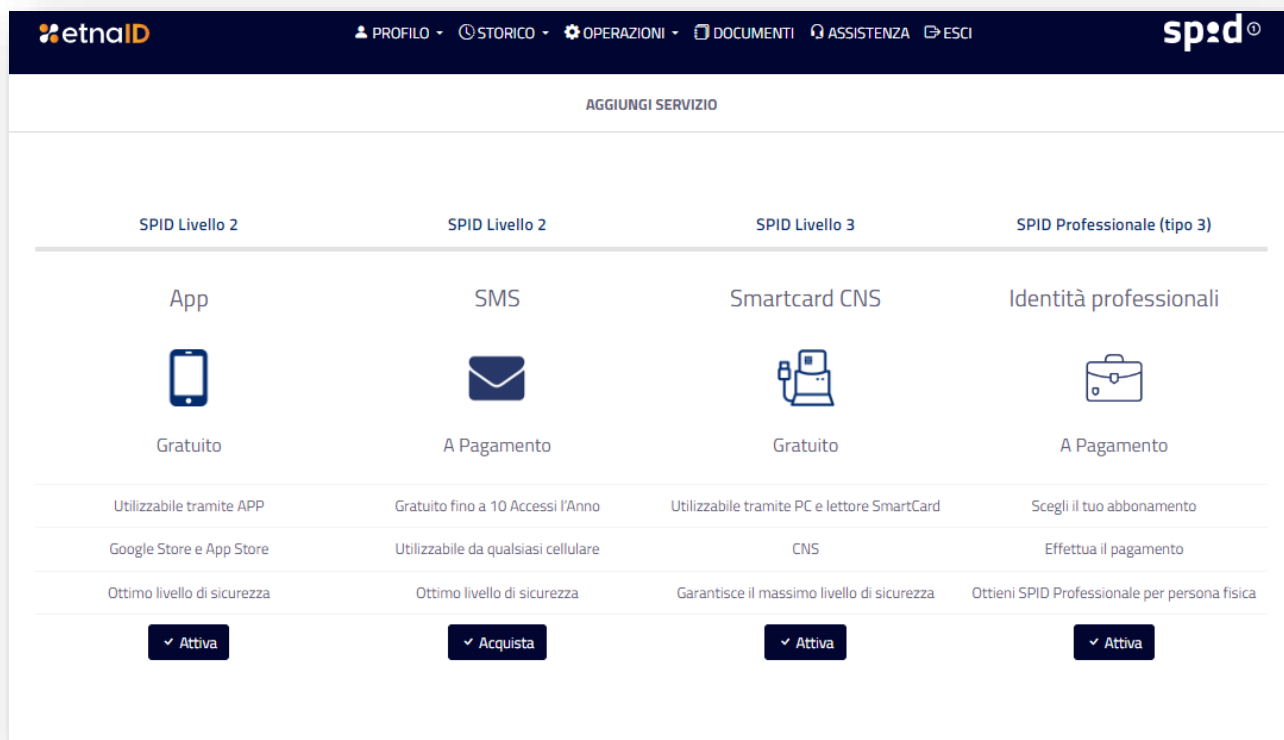 etnaID
PROFILO STORICO OPERAZIONI DOCUMENTI ASSISTENZA ESCI
spid
AGGIUNGI SERVIZIO
SPID Livello 2 SPID Livello 2 SPID Livello 3 SPID Professionale (tipo 3)
App SMS Smartcard CNS Identità professionali
Gratuito A Pagamento Gratuito A Pagamento
Utilizzabile tramite APP Gratuito fino a 10 Accessi l'Anno Utilizzabile tramite PC e lettore SmartCard Scegli il tuo abbonamento
Google Store e App Store Utilizzabile da qualsiasi cellulare CNS Effettua il pagamento
Ottimo livello di sicurezza Ottimo livello di sicurezza Garantisce il massimo livello di sicurezza Ottieni SPID Professionale per persona fisica
Attiva Acquista Attiva Attiva